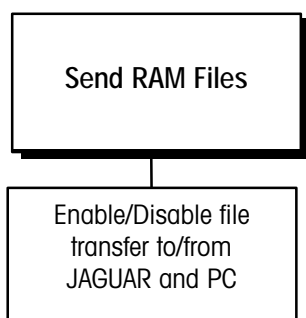 Send RAM Files
Enable/Disable file
transfer to/from
JAGUAR and PC